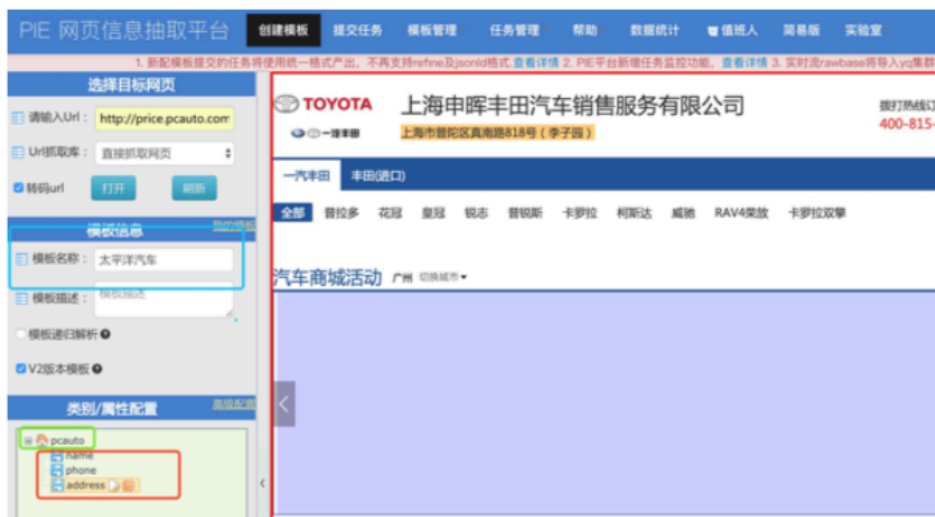 PIE 网页信息抽取平台 创建模板 提交任务 模板管理 任务管理 帮助 数据统计 值班人 简易版 实验室
1. 新配模板提交的任务将使用统一格式产出，不再支持refine及jsonld格式.查看详情 2. PIE平台新增任务监控功能。查看详情 3. 实时流rawbase将导入yq集群
选择目标网页
请输入Url： http://price.pcauto.com
Url抓取库： 直接抓取网页
转码url 打开 刷新
模板信息
模板名称： 太平洋汽车
模板描述： 模板描述
模板递归解析
V2版本模板
类别/属性配置 高级配置
pcauto
name
phone
address
TOYOTA 上海申晖丰田汽车销售服务有限公司
一汽丰田 上海市普陀区真南路818号（李子园）
拨打热线订
400-815-
一汽丰田 丰田(进口)
全部 普拉多 花冠 皇冠 锐志 普锐斯 卡罗拉 柯斯达 威驰 RAV4荣放 卡罗拉双擎
汽车商城活动 广州 切换城市